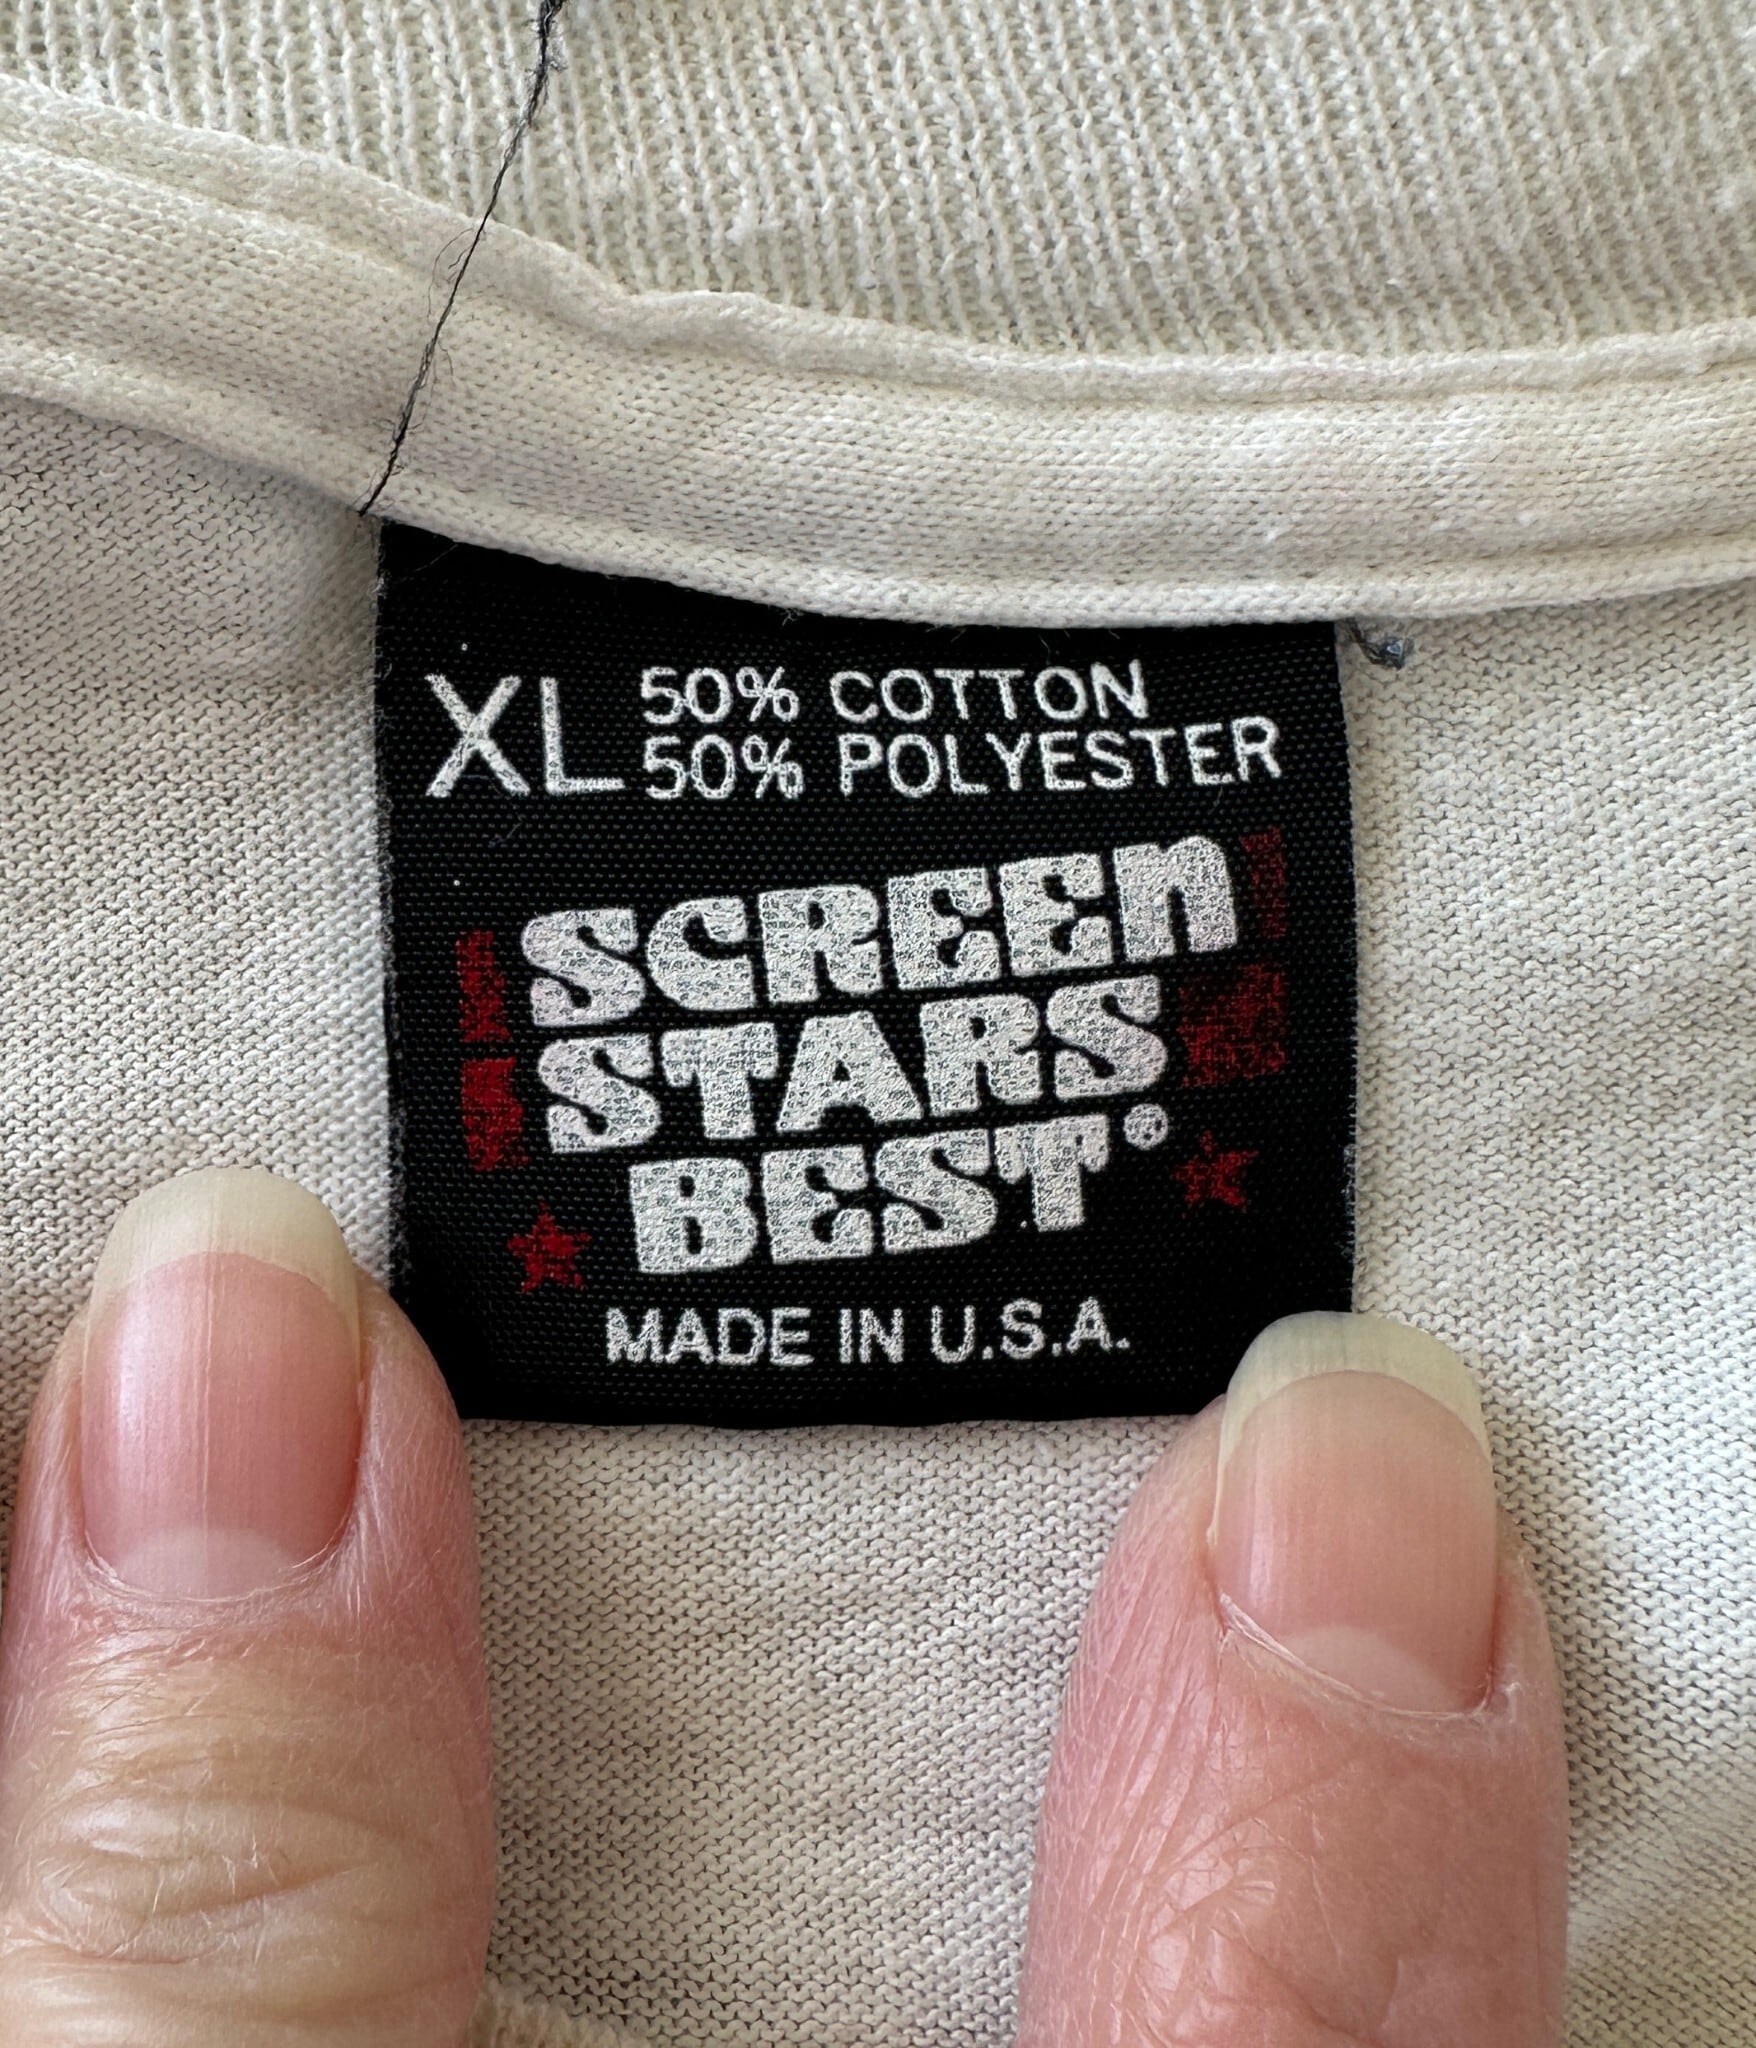 XL 50% COTTON
50% POLYESTER
SCREEN
STARS
BEST®
MADE IN U.S.A.